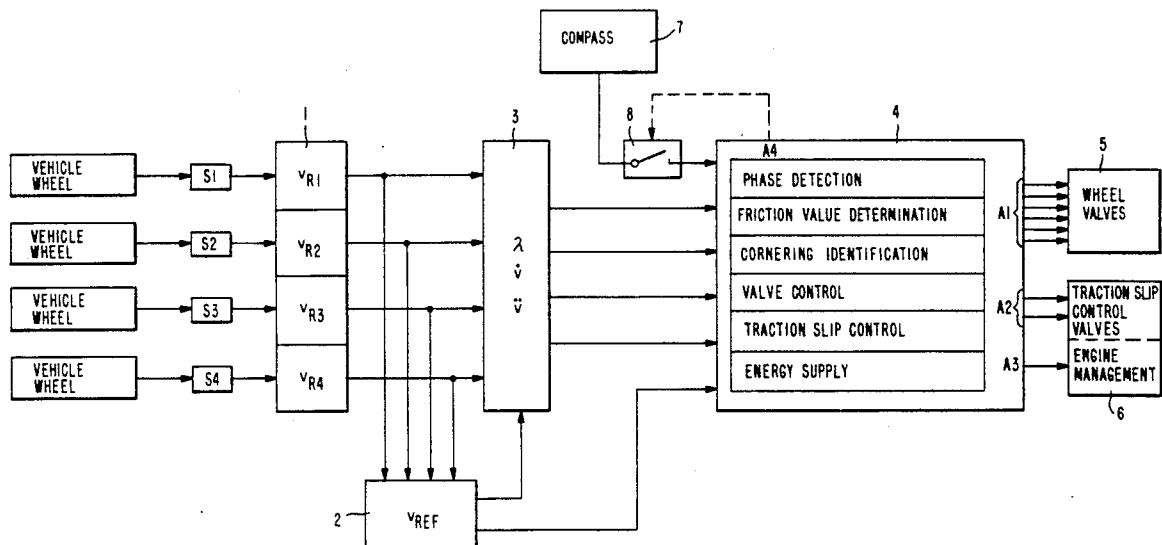 COMPASS
7
1
3
8
4
A4
5
VEHICLE
WHEEL
S1
VR1
PHASE DETECTION
A1
WHEEL
VALVES
VEHICLE
WHEEL
S2
VR2
λ
v̇
v̈
FRICTION VALUE DETERMINATION
CORNERING IDENTIFICATION
VEHICLE
WHEEL
S3
VR3
VALVE CONTROL
A2
TRACTION SLIP
CONTROL
VALVES
TRACTION SLIP CONTROL
VEHICLE
WHEEL
S4
VR4
ENERGY SUPPLY
A3
ENGINE
MANAGEMENT
6
2
VREF